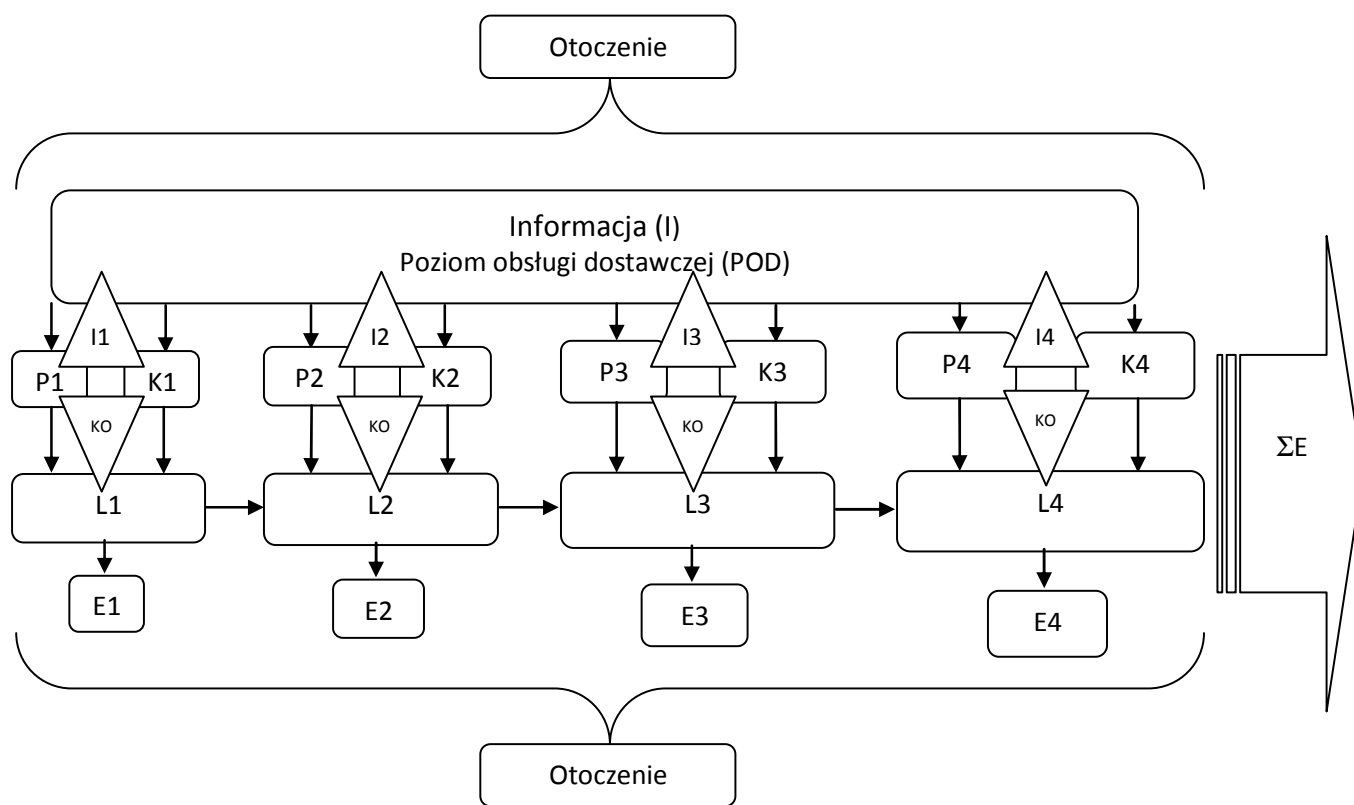 Otoczenie
Informacja (I)
Poziom obsługi dostawczej (POD)
I1
I2
I3
I4
P1
K1
P2
K2
P3
K3
P4
K4
KO
KO
KO
KO
L1
L2
L3
L4
ΣE
E1
E2
E3
E4
Otoczenie